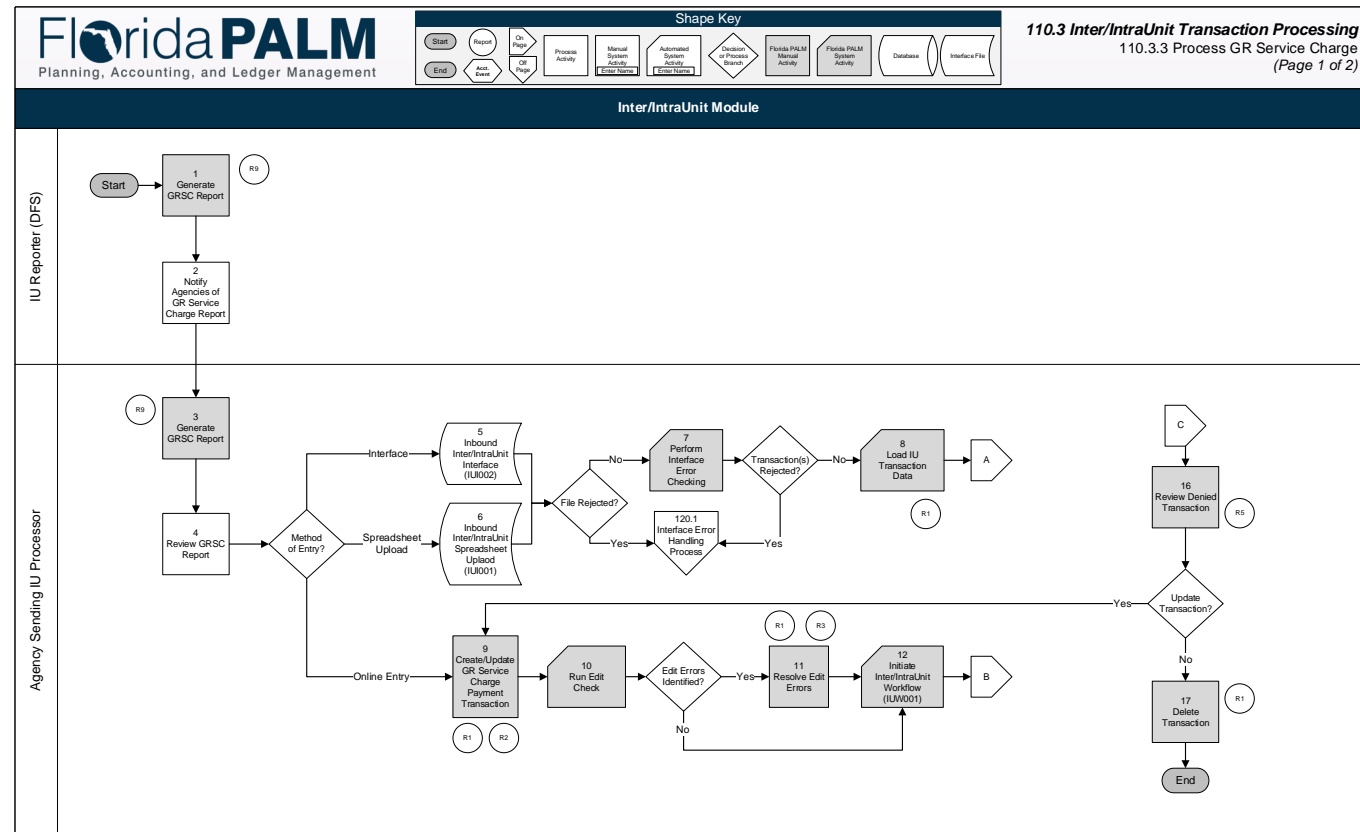 Florida PALM
Planning, Accounting, and Ledger Management
Shape Key
Start
End
Report
Acct.
Event
On
Page
Off
Page
Process
Activity
Manual
System
Activity
Enter Name
Automated
System
Activity
Enter Name
Decision
or Process
Branch
Florida PALM
Manual
Activity
Florida PALM
System
Activity
Database
Interface File
110.3 Inter/IntraUnit Transaction Processing
110.3.3 Process GR Service Charge
(Page 1 of 2)
Inter/IntraUnit Module
IU Reporter (DFS)
Start
1
Generate
GRSC Report
R9
2
Notify
Agencies of
GR Service
Charge Report
Agency Sending IU Processor
R9
3
Generate
GRSC Report
4
Review GRSC
Report
Method
of Entry?
Interface
5
Inbound
Inter/IntraUnit
Interface
(IUI002)
Spreadsheet
Upload
6
Inbound
Inter/IntraUnit
Spreadsheet
Uplaod
(IUI001)
File Rejected?
No
7
Perform
Interface
Error
Checking
Transaction(s)
Rejected?
No
8
Load IU
Transaction
Data
R1
A
Yes
120.1
Interface Error
Handling
Process
Yes
Online Entry
9
Create/Update
GR Service
Charge
Payment
Transaction
R1
R2
10
Run Edit
Check
Edit Errors
Identified?
Yes
No
R1
R3
11
Resolve Edit
Errors
12
Initiate
Inter/IntraUnit
Workflow
(IUW001)
B
C
16
Review Denied
Transaction
R5
Update
Transaction?
Yes
No
17
Delete
Transaction
R1
End